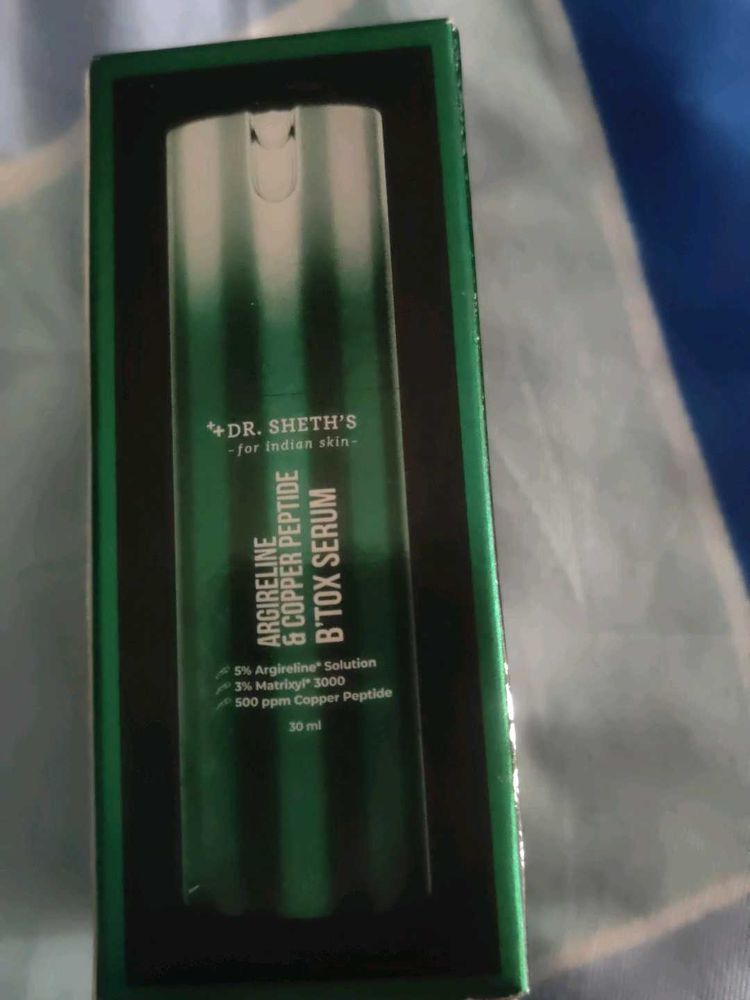 DR. SHETH'S
-for indian skin-
ARGIRELINE
& COPPER PEPTIDE
B'TOX SERUM
5% Argireline® Solution
3% Matrixyl® 3000
500 ppm Copper Peptide
30 ml